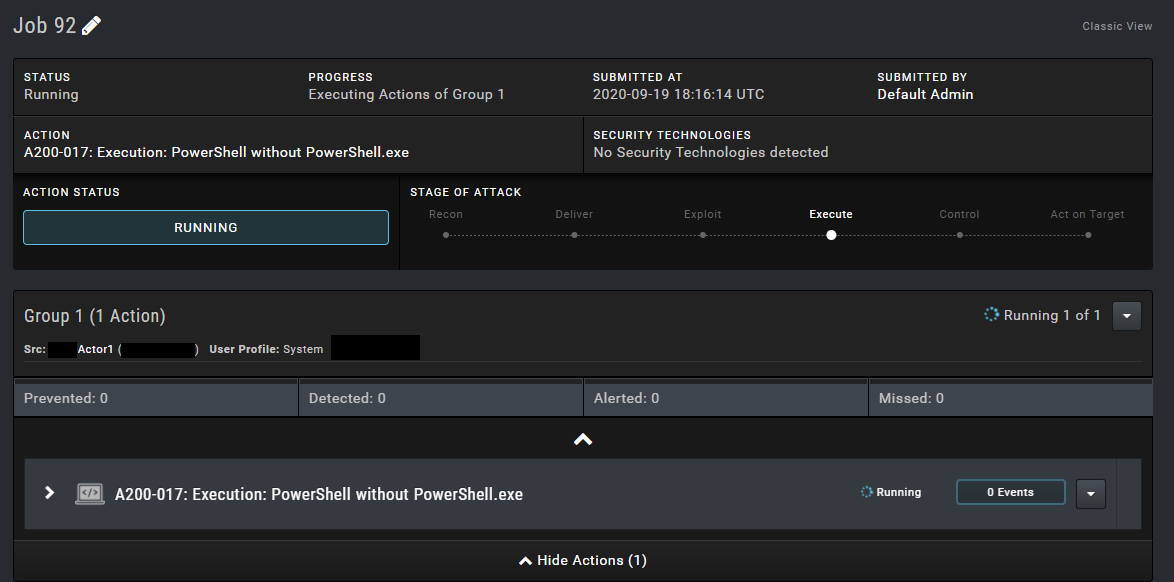 Job 92
Classic View
STATUS PROGRESS SUBMITTED AT SUBMITTED BY
Running Executing Actions of Group 1 2020-09-19 18:16:14 UTC Default Admin
ACTION SECURITY TECHNOLOGIES
A200-017: Execution: PowerShell without PowerShell.exe No Security Technologies detected
ACTION STATUS STAGE OF ATTACK
Recon Deliver Exploit Execute Control Act on Target
RUNNING
Group 1 (1 Action) Running 1 of 1
Src: Actor1 ( ) User Profile: System
Prevented: 0 Detected: 0 Alerted: 0 Missed: 0
</> A200-017: Execution: PowerShell without PowerShell.exe Running 0 Events
Hide Actions (1)